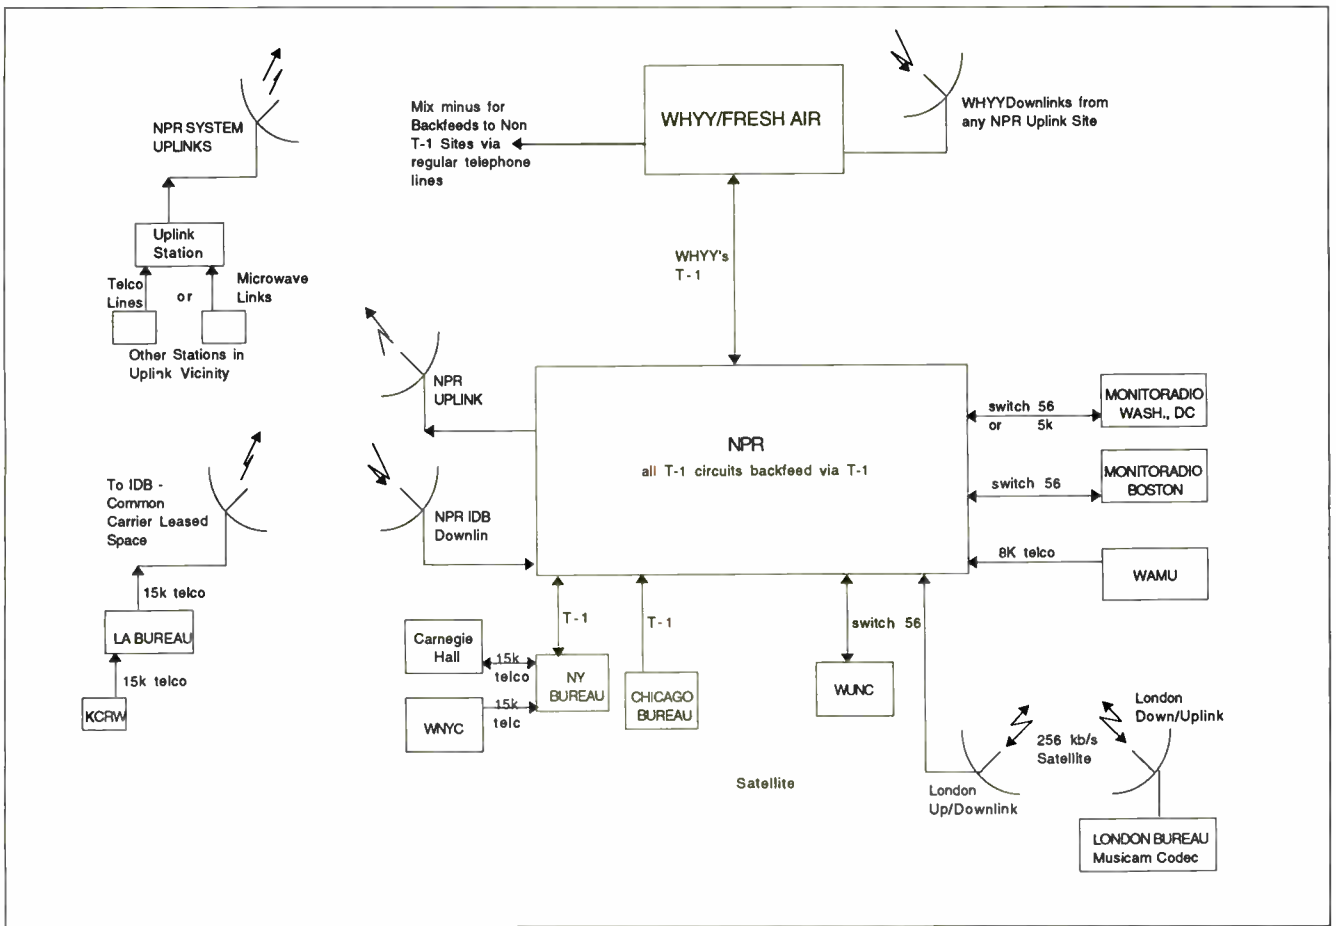 NPR SYSTEM
UPLINKS
Uplink
Station
Telco
Lines
or
Microwave
Links
Other Stations in
Uplink Vicinity
Mix minus for
Backfeeds to Non
T-1 Sites via
regular telephone
lines
WHYY/FRESH AIR
WHYYDownlinks from
any NPR Uplink Site
WHYY's
T-1
NPR
UPLINK
NPR
all T-1 circuits backfeed via T-1
switch 56
or 5k
MONITORADIO
WASH., DC
switch 56
MONITORADIO
BOSTON
8K telco
WAMU
To IDB -
Common
Carrier Leased
Space
NPR IDB
Downlin
15k telco
LA BUREAU
15k telco
KCRW
T-1
T-1
switch 56
Carnegie
Hall
15k
telco
NY
BUREAU
WNYC
15k
telc
CHICAGO
BUREAU
WUNC
Satellite
London
Up/Downlink
256 kb/s
Satellite
London
Down/Uplink
LONDON BUREAU
Musicam Codec